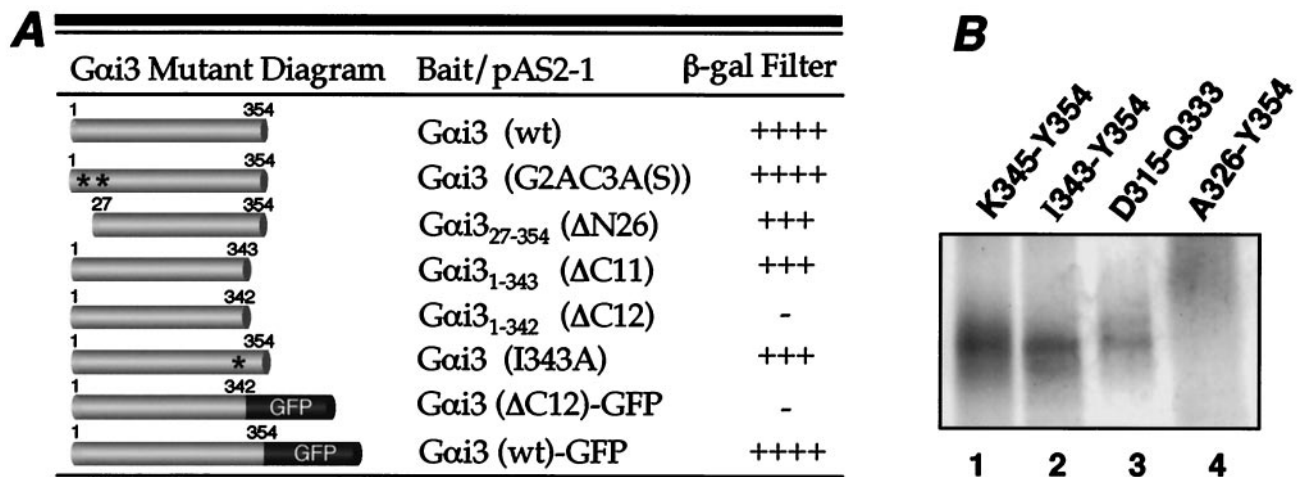 A
Gαi3 Mutant Diagram Bait/pAS2-1 β-gal Filter
1 354
Gαi3 (wt) ++++
1 354
** Gαi3 (G2AC3A(S)) ++++
27 354
Gαi3₂₇₋₃₅₄ (ΔN26) +++
1 343
Gαi3₁₋₃₄₃ (ΔC11) +++
1 342
Gαi3₁₋₃₄₂ (ΔC12) -
1 354
* Gαi3 (I343A) +++
1 342
GFP Gαi3 (ΔC12)-GFP -
1 354
GFP Gαi3 (wt)-GFP ++++
B
K345-Y354
I343-Y354
D315-Q333
A326-Y354
1 2 3 4